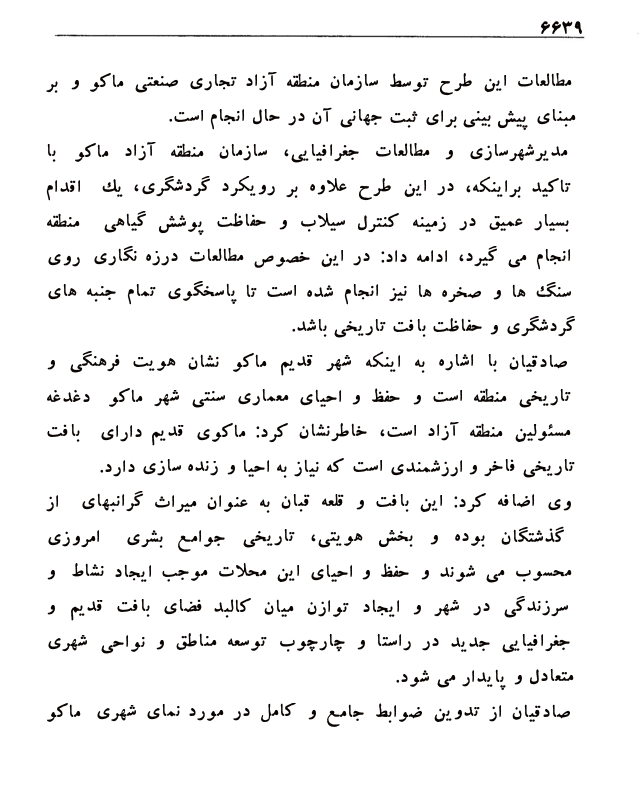 ۶۶۳۹
مطالعات این طرح توسط سازمان منطقه آزاد تجاری صنعتی ماکو و بر
مبنای پیش بینی برای ثبت جهانی آن در حال انجام است.
مدیرشهرسازی و مطالعات جغرافیایی، سازمان منطقه آزاد ماکو با
تاکید براینکه، در این طرح علاوه بر رویکرد گردشگری، یك اقدام
بسیار عمیق در زمینه کنترل سیلاب و حفاظت پوشش گیاهی منطقه
انجام می گیرد، ادامه داد: در این خصوص مطالعات درزه نگاری روی
سنگ ها و صخره ها نیز انجام شده است تا پاسخگوی تمام جنبه های
گردشگری و حفاظت بافت تاریخی باشد.
صادقیان با اشاره به اینکه شهر قدیم ماکو نشان هویت فرهنگی و
تاریخی منطقه است و حفظ و احیای معماری سنتی شهر ماکو دغدغه
مسئولین منطقه آزاد است، خاطرنشان کرد: ماکوی قدیم دارای بافت
تاریخی فاخر و ارزشمندی است که نیاز به احیا و زنده سازی دارد.
وی اضافه کرد: این بافت و قلعه قبان به عنوان میراث گرانبهای از
گذشتگان بوده و بخش هویتی، تاریخی جوامع بشری امروزی
محسوب می شوند و حفظ و احیای این محلات موجب ایجاد نشاط و
سرزندگی در شهر و ایجاد توازن میان کالبد فضای بافت قدیم و
جغرافیایی جدید در راستا و چارچوب توسعه مناطق و نواحی شهری
متعادل و پایدار می شود.
صادقیان از تدوین ضوابط جامع و کامل در مورد نمای شهری ماکو